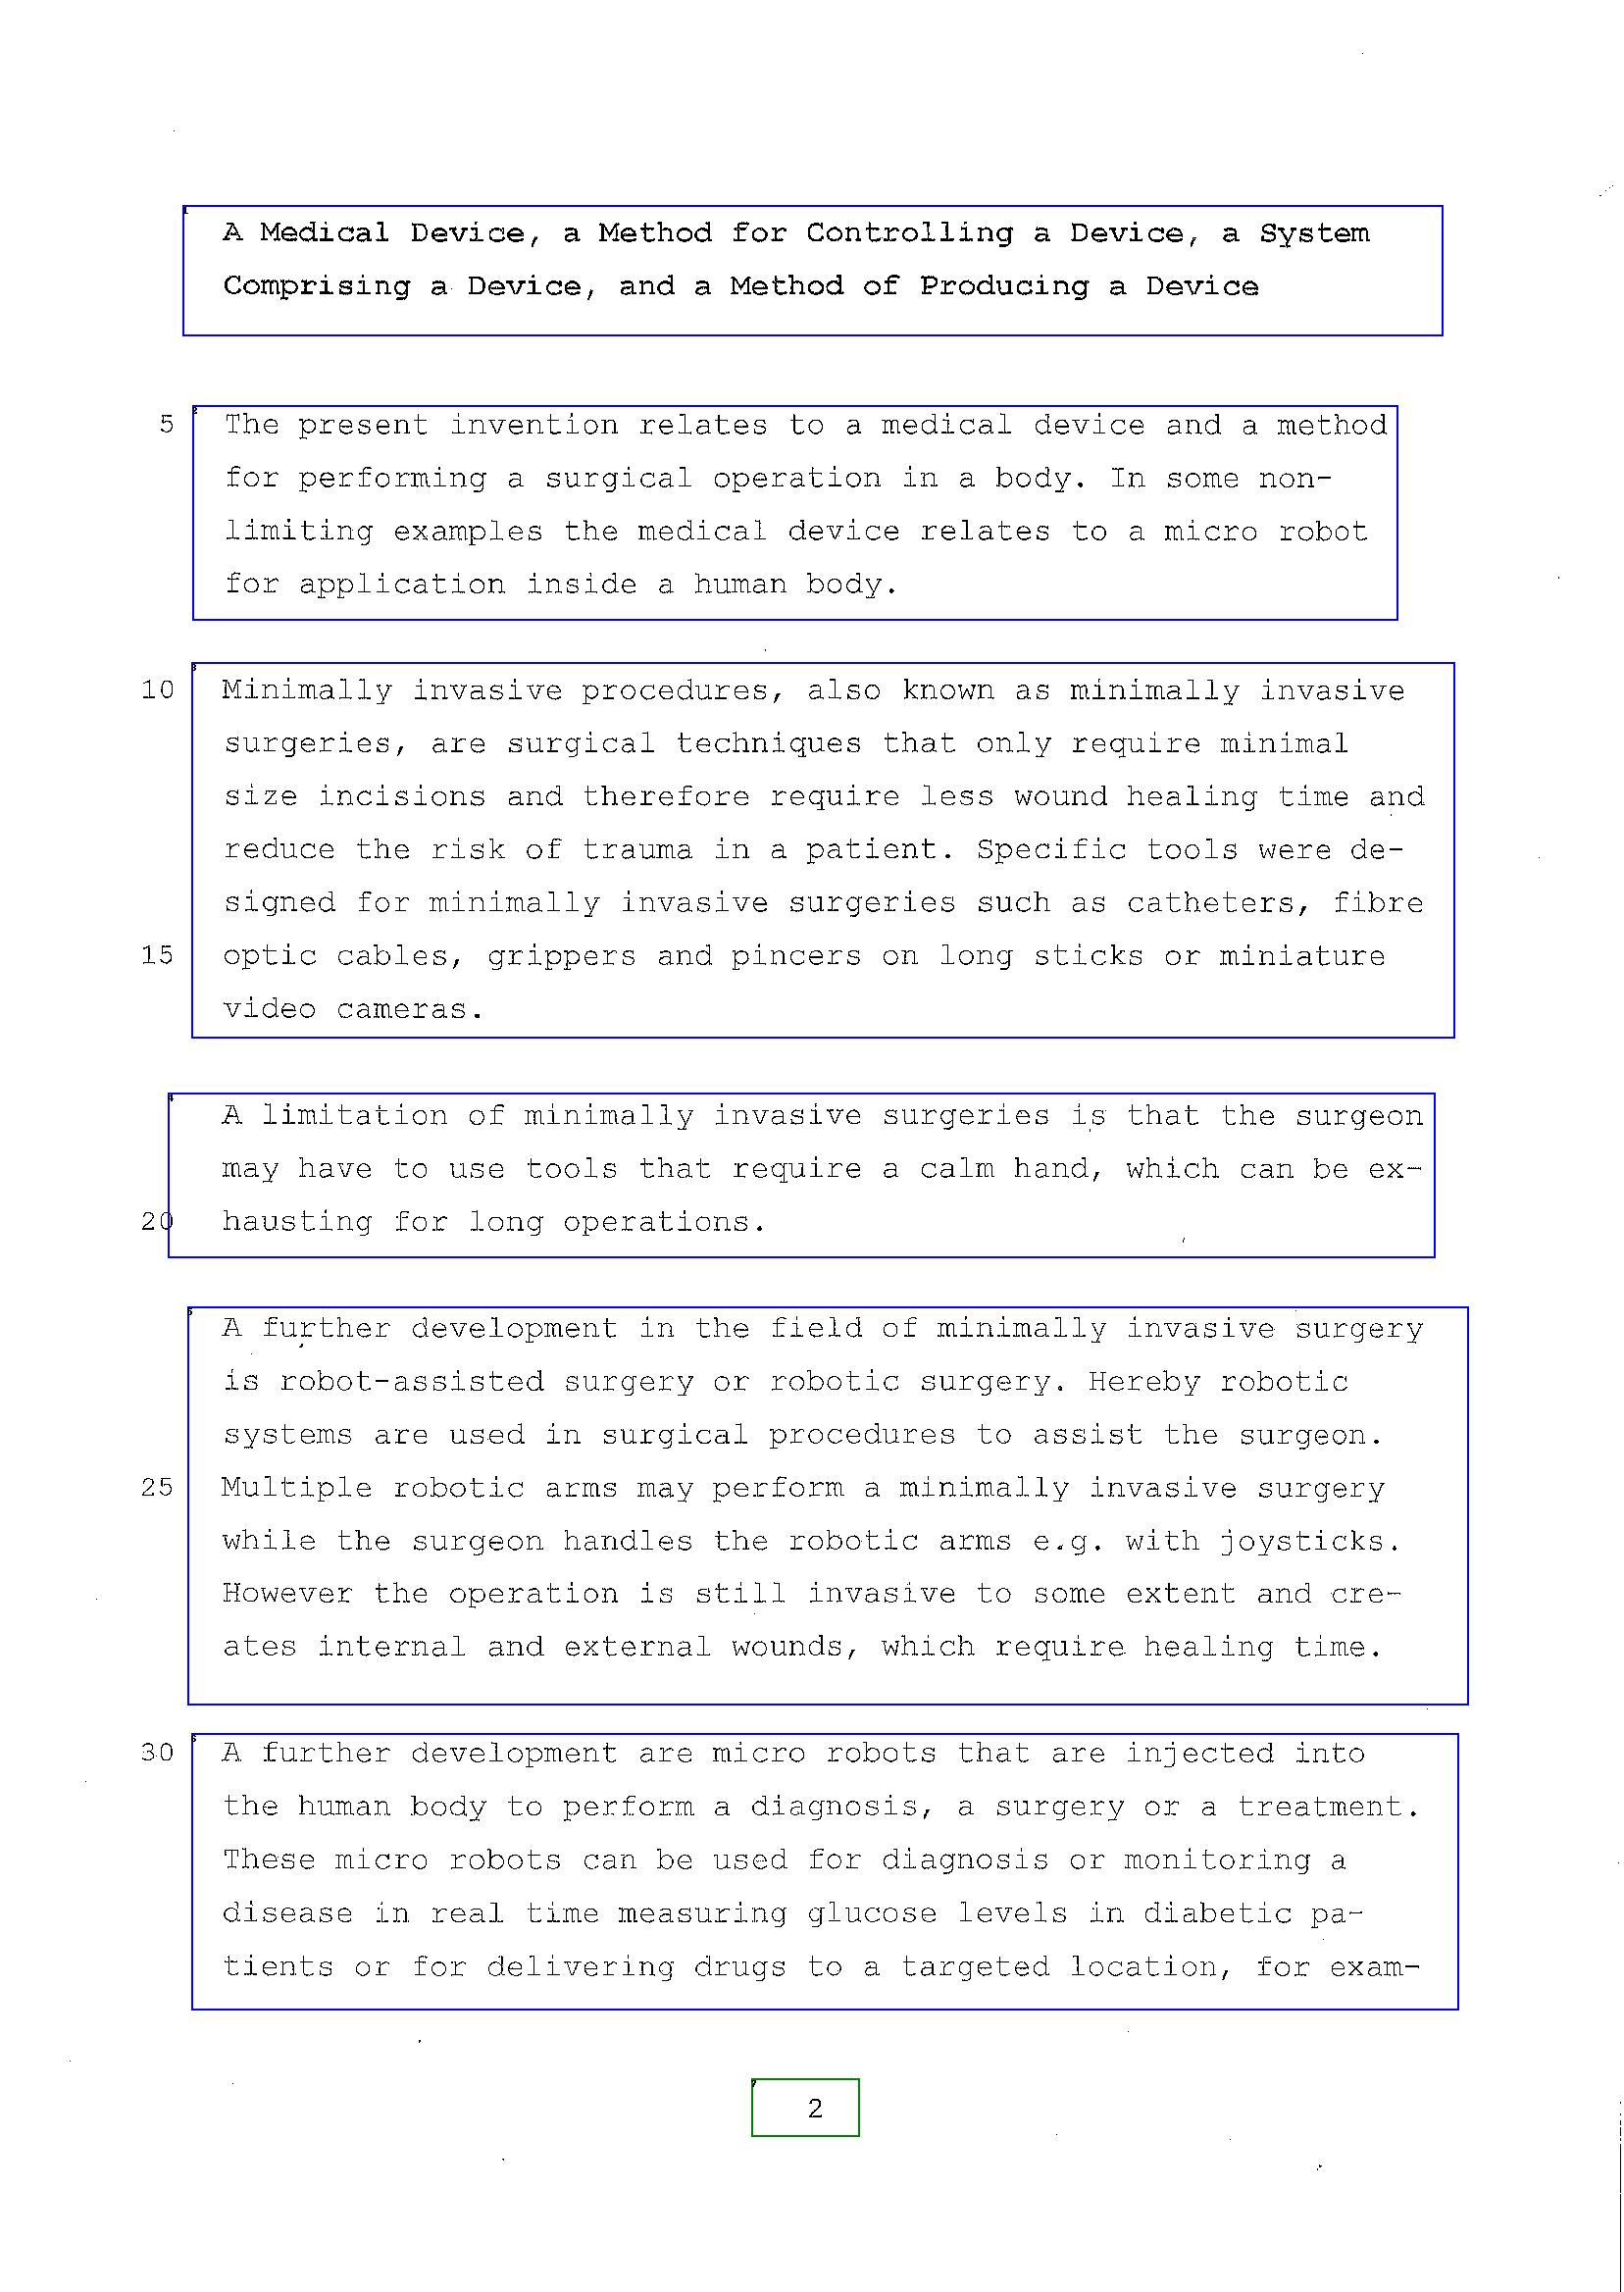 A Medical Device, a Method for Controlling a Device, a System
Comprising a Device, and a Method of Producing a Device
5 The present invention relates to a medical device and a method
for performing a surgical operation in a body. In some non-
limiting examples the medical device relates to a micro robot
for application inside a human body.
10 Minimally invasive procedures, also known as minimally invasive
surgeries, are surgical techniques that only require minimal
size incisions and therefore require less wound healing time and
reduce the risk of trauma in a patient. Specific tools were de-
signed for minimally invasive surgeries such as catheters, fibre
15 optic cables, grippers and pincers on long sticks or miniature
video cameras.
A limitation of minimally invasive surgeries is that the surgeon
may have to use tools that require a calm hand, which can be ex-
20 hausting for long operations.
A further development in the field of minimally invasive surgery
is robot-assisted surgery or robotic surgery. Hereby robotic
systems are used in surgical procedures to assist the surgeon.
25 Multiple robotic arms may perform a minimally invasive surgery
while the surgeon handles the robotic arms e.g. with joysticks.
However the operation is still invasive to some extent and cre-
ates internal and external wounds, which require healing time.
30 A further development are micro robots that are injected into
the human body to perform a diagnosis, a surgery or a treatment.
These micro robots can be used for diagnosis or monitoring a
disease in real time measuring glucose levels in diabetic pa-
tients or for delivering drugs to a targeted location, for exam-
2